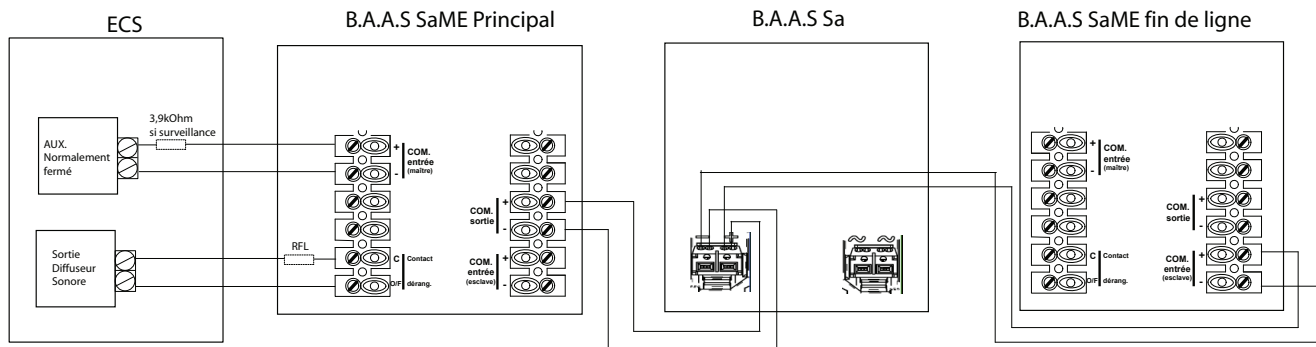 ECS
B.A.A.S SaME Principal
B.A.A.S Sa
B.A.A.S SaME fin de ligne
AUX.
Normalement
fermé
3,9kOhm
si surveillance
Sortie
Diffuseur
Sonore
RFL
+
COM.
entrée
(maître)
-
C
Contact
O/F
dérang.
+
COM.
sortie
-
+
COM.
entrée
(esclave)
-
-
+
+
COM.
entrée
(maître)
-
C
Contact
O/F
dérang.
+
COM.
sortie
-
+
COM.
entrée
(esclave)
-